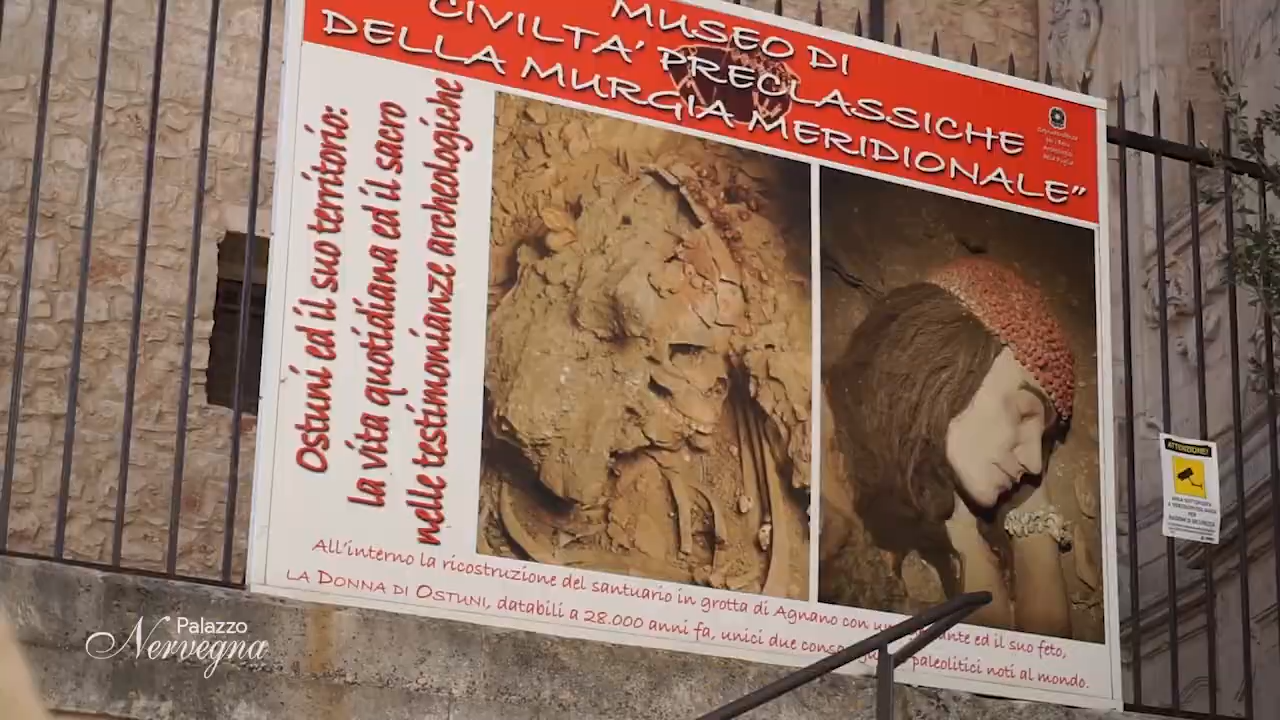 MUSEO DI
CIVILTA' PRECLASSICHE
DELLA MURGIA MERIDIONALE"
Ostuni ed il suo territorio:
la vita quotidiana ed il sacro
nelle testimonianze archeologiche
All'interno la ricostruzione del santuario in grotta di Agnano con ed il suo feto,
LA DONNA DI OSTUNI, databili a 28.000 anni fa, unici due paleolitici noti al mondo.
ATTENZIONE!
Palazzo
Nervegna